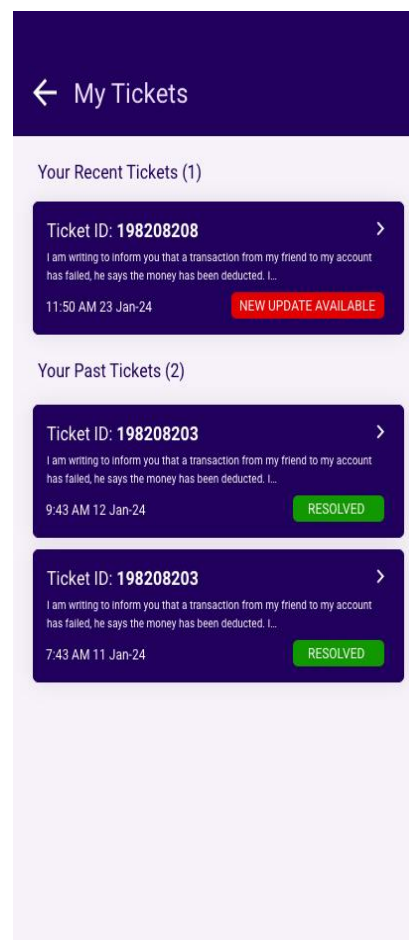 My Tickets
Your Recent Tickets (1)
Ticket ID: 198208208
I am writing to inform you that a transaction from my friend to my account
has failed, he says the money has been deducted. I...
11:50 AM 23 Jan-24
NEW UPDATE AVAILABLE
Your Past Tickets (2)
Ticket ID: 198208203
I am writing to inform you that a transaction from my friend to my account
has failed, he says the money has been deducted. I...
9:43 AM 12 Jan-24
RESOLVED
Ticket ID: 198208203
I am writing to inform you that a transaction from my friend to my account
has failed, he says the money has been deducted. I...
7:43 AM 11 Jan-24
RESOLVED